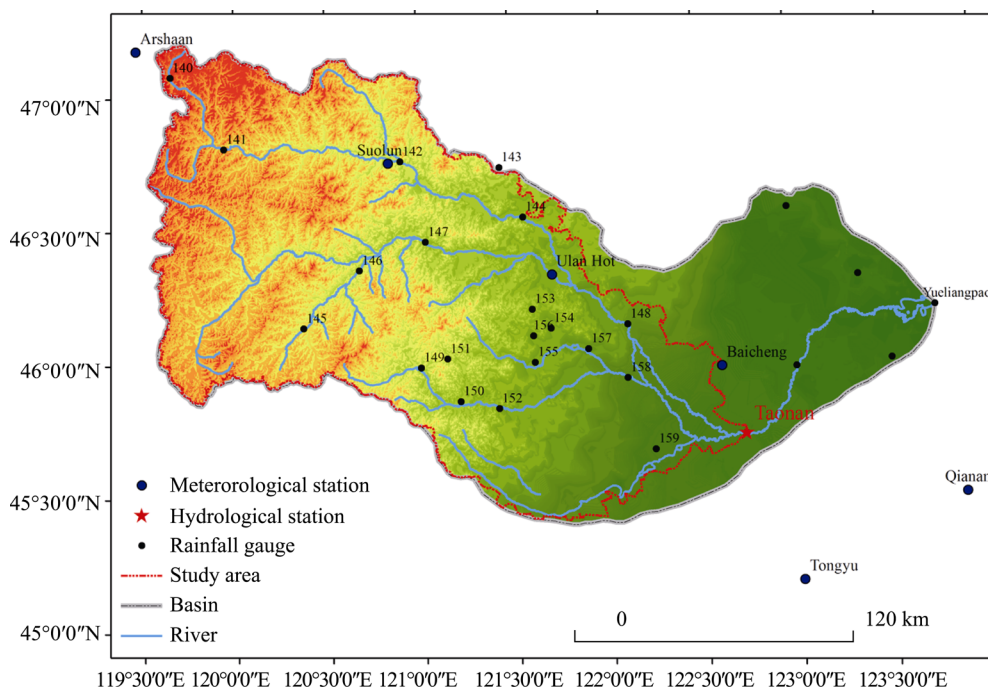 Arshaan
140
47°0′0″N
141
Suolun
142
143
144
46°30′0″N
147
146
Ulan Hot
153
154
156
148
145
157
Yueliangpao
151
155
Baicheng
46°0′0″N
149
158
150
152
Taonan
159
Qianan
45°30′0″N
Meterorological station
Hydrological station
Rainfall gauge
Study area
Tongyu
Basin
0
120 km
River
45°0′0″N
119°30′0″E 120°0′0″E 120°30′0″E 121°0′0″E 121°30′0″E 122°0′0″E 122°30′0″E 123°0′0″E 123°30′0″E